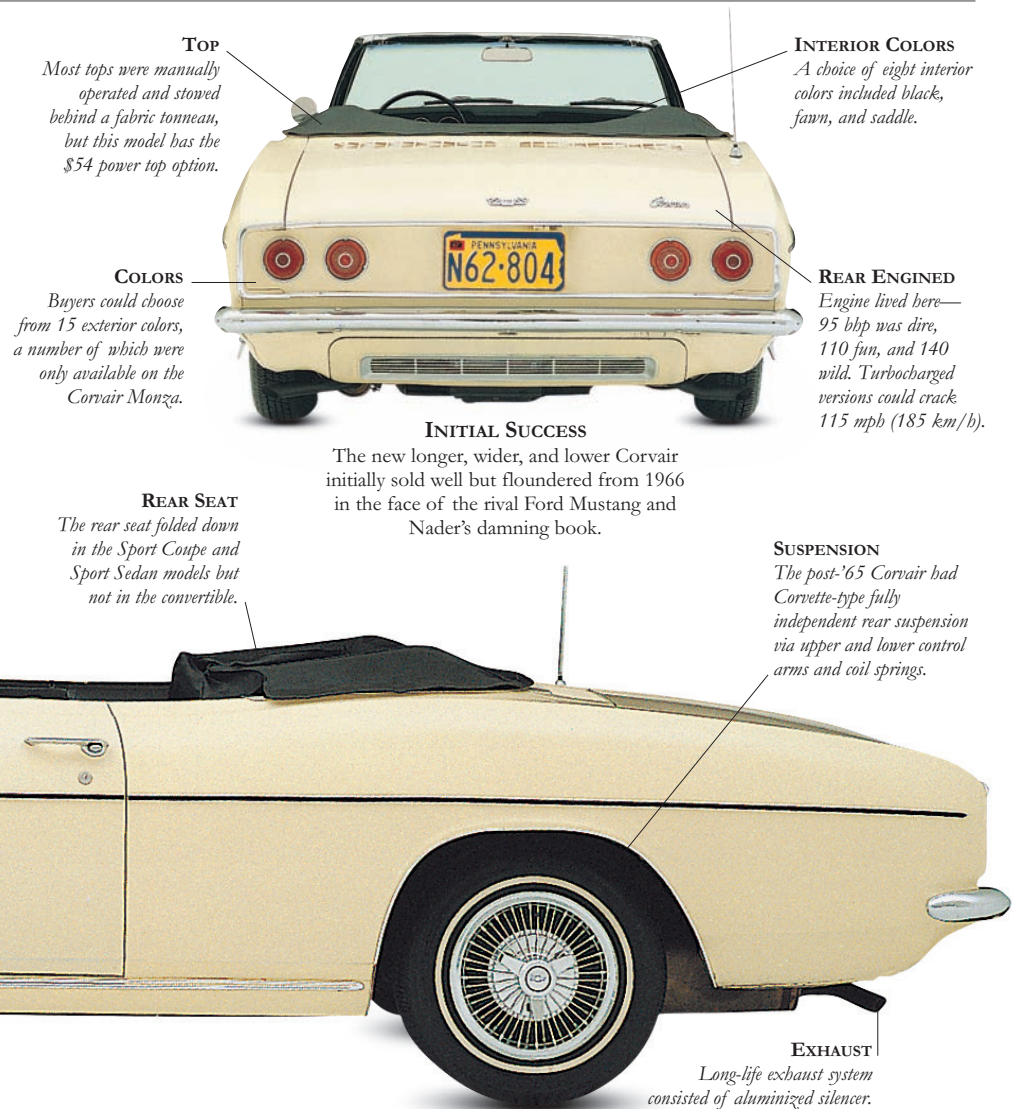 TOP
Most tops were manually
operated and stowed
behind a fabric tonneau,
but this model has the
$54 power top option.
INTERIOR COLORS
A choice of eight interior
colors included black,
fawn, and saddle.
COLORS
Buyers could choose
from 15 exterior colors,
a number of which were
only available on the
Corvair Monza.
PENNSYLVANIA
N62·804
REAR ENGINED
Engine lived here—
95 bhp was dire,
110 fun, and 140
wild. Turbocharged
versions could crack
115 mph (185 km/h).
INITIAL SUCCESS
The new longer, wider, and lower Corvair
initially sold well but floundered from 1966
in the face of the rival Ford Mustang and
Nader's damning book.
REAR SEAT
The rear seat folded down
in the Sport Coupe and
Sport Sedan models but
not in the convertible.
SUSPENSION
The post-'65 Corvair had
Corvette-type fully
independent rear suspension
via upper and lower control
arms and coil springs.
EXHAUST
Long-life exhaust system
consisted of aluminized silencer.